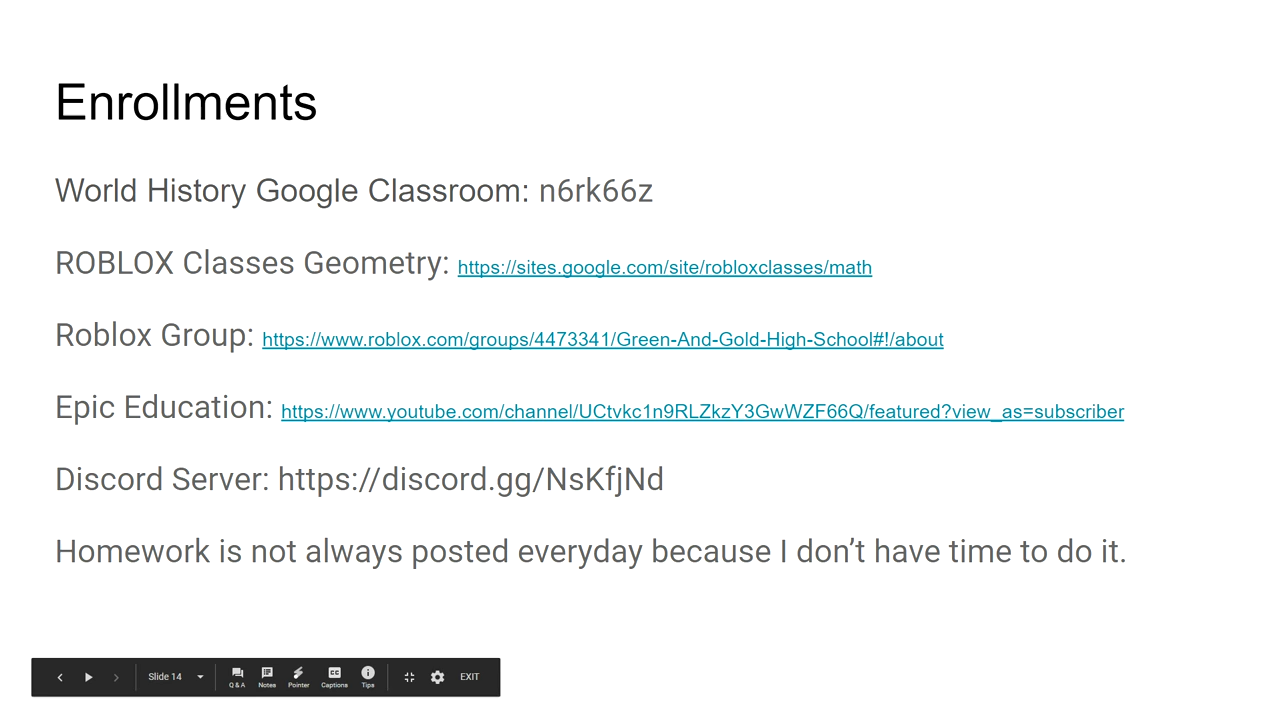 Enrollments
World History Google Classroom: n6rk66z
ROBLOX Classes Geometry: https://sites.google.com/site/robloxclasses/math
Roblox Group: https://www.roblox.com/groups/4473341/Green-And-Gold-High-School#!/about
Epic Education: https://www.youtube.com/channel/UCtvkc1n9RLZkzY3GwWZF66Q/featured?view_as=subscriber
Discord Server: https://discord.gg/NsKfjNd
Homework is not always posted everyday because I don’t have time to do it.
Slide 14 Q & A Notes Pointer CC Captions Tips EXIT